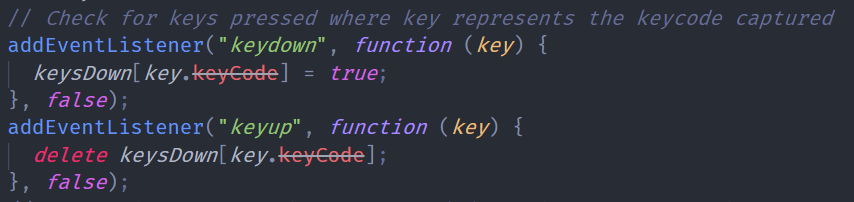 // Check for keys pressed where key represents the keycode captured
addEventListener("keydown", function (key) {
keysDown[key.keyCode] = true;
}, false);
addEventListener("keyup", function (key) {
delete keysDown[key.keyCode];
}, false);